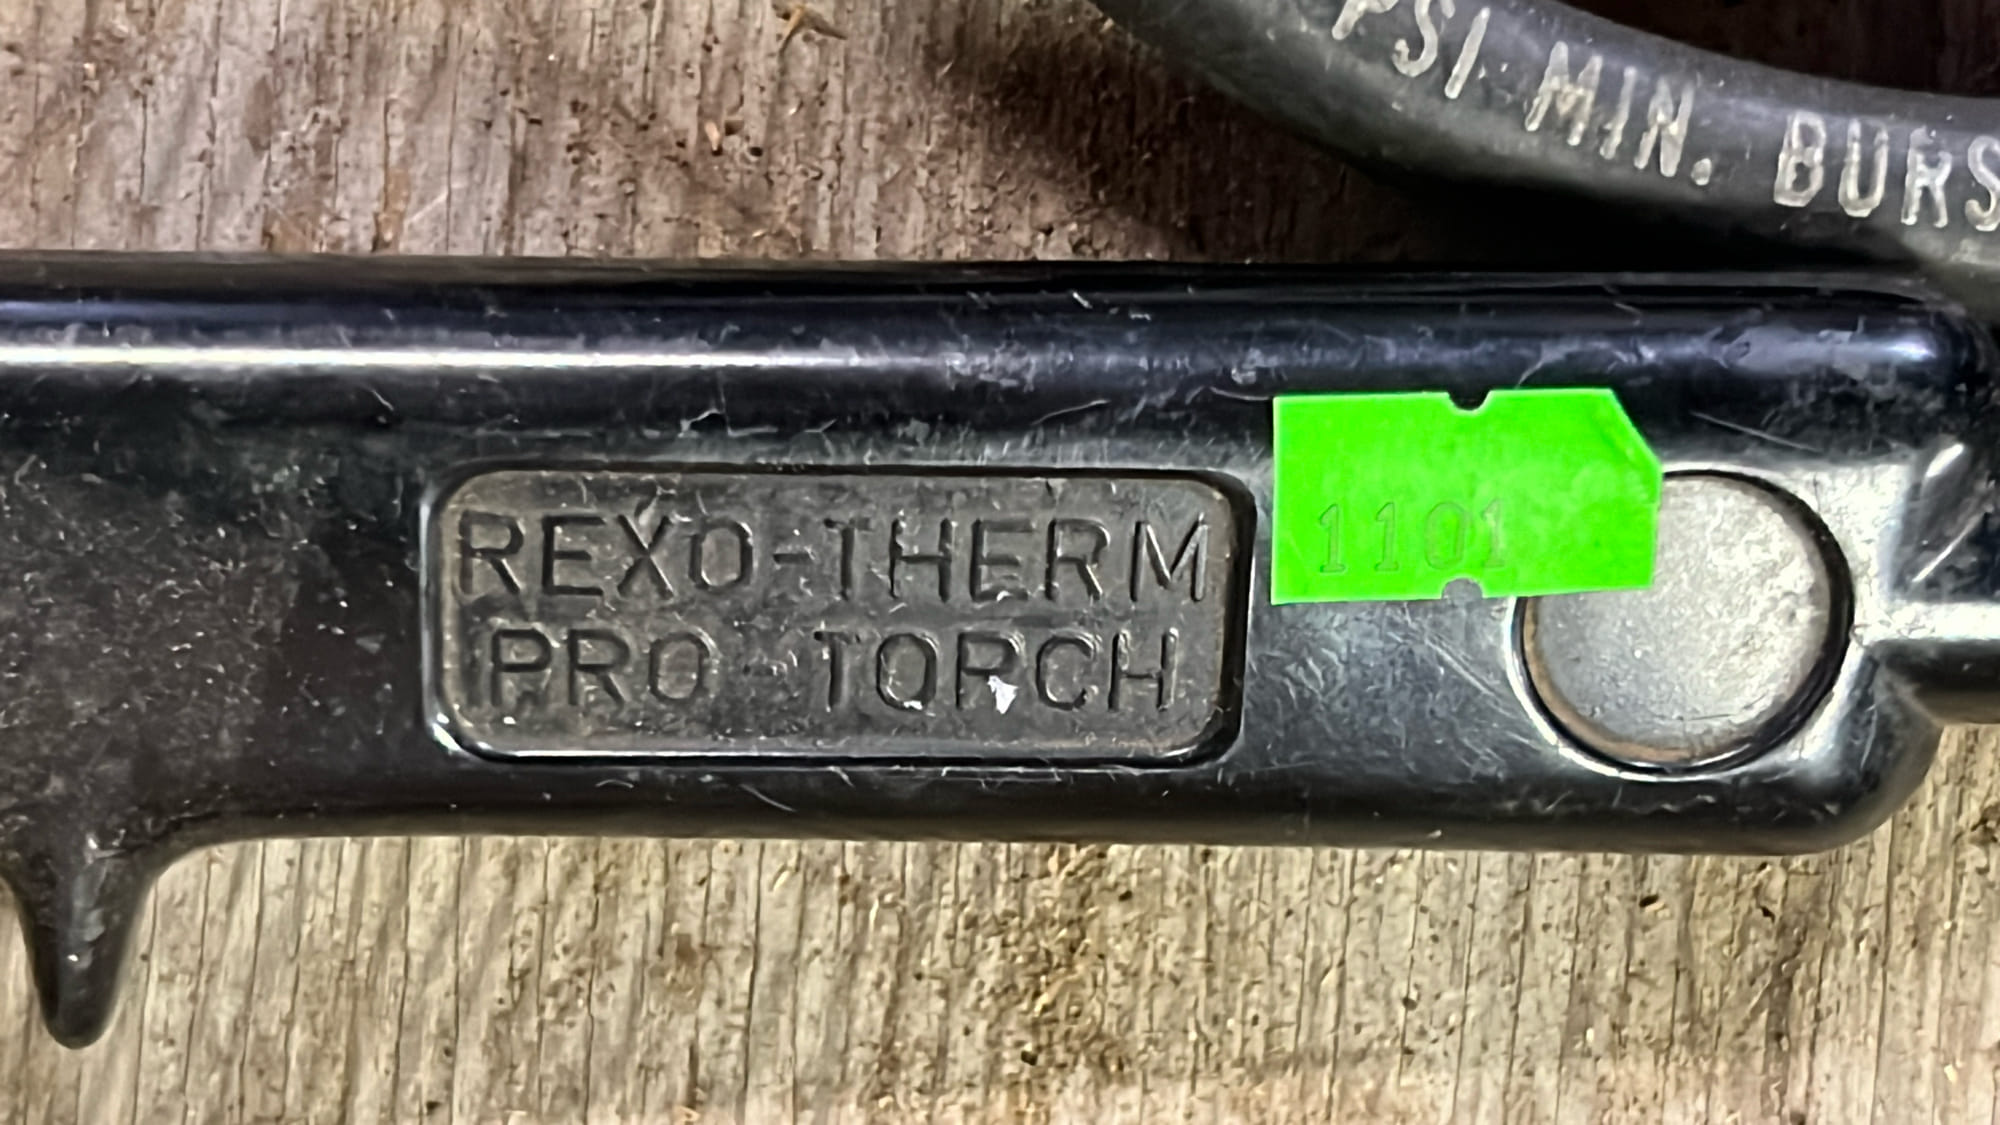 PSI MIN. BURS
REXO-THERM
PRO-TORCH
1101